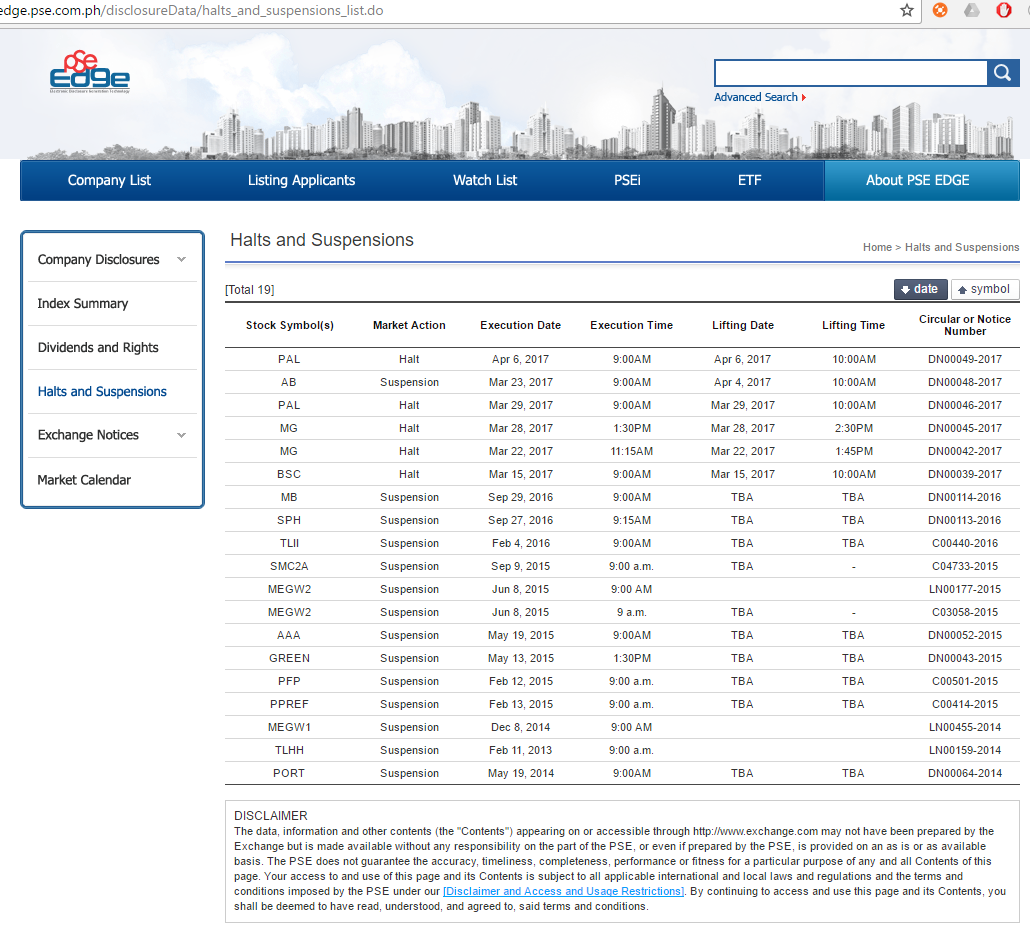 edge.pse.com.ph/disclosureData/halts_and_suspensions_list.do
pse
Edge
Electronic Disclosure Generation Technology
Advanced Search
Company List Listing Applicants Watch List PSEi ETF About PSE EDGE
Company Disclosures
Index Summary
Dividends and Rights
Halts and Suspensions
Exchange Notices
Market Calendar
Halts and Suspensions
Home > Halts and Suspensions
[Total 19]
date symbol
Stock Symbol(s) Market Action Execution Date Execution Time Lifting Date Lifting Time Circular or Notice
Number
PAL Halt Apr 6, 2017 9:00AM Apr 6, 2017 10:00AM DN00049-2017
AB Suspension Mar 23, 2017 9:00AM Apr 4, 2017 10:00AM DN00048-2017
PAL Halt Mar 29, 2017 9:00AM Mar 29, 2017 10:00AM DN00046-2017
MG Halt Mar 28, 2017 1:30PM Mar 28, 2017 2:30PM DN00045-2017
MG Halt Mar 22, 2017 11:15AM Mar 22, 2017 1:45PM DN00042-2017
BSC Halt Mar 15, 2017 9:00AM Mar 15, 2017 10:00AM DN00039-2017
MB Suspension Sep 29, 2016 9:00AM TBA TBA DN00114-2016
SPH Suspension Sep 27, 2016 9:15AM TBA TBA DN00113-2016
TLII Suspension Feb 4, 2016 9:00AM TBA TBA C00440-2016
SMC2A Suspension Sep 9, 2015 9:00 a.m. TBA - C04733-2015
MEGW2 Suspension Jun 8, 2015 9:00 AM LN00177-2015
MEGW2 Suspension Jun 8, 2015 9 a.m. TBA - C03058-2015
AAA Suspension May 19, 2015 9:00AM TBA TBA DN00052-2015
GREEN Suspension May 13, 2015 1:30PM TBA TBA DN00043-2015
PFP Suspension Feb 12, 2015 9:00 a.m. TBA TBA C00501-2015
PPREF Suspension Feb 13, 2015 9:00 a.m. TBA TBA C00414-2015
MEGW1 Suspension Dec 8, 2014 9:00 AM LN00455-2014
TLHH Suspension Feb 11, 2013 9:00 a.m. LN00159-2014
PORT Suspension May 19, 2014 9:00AM TBA TBA DN00064-2014
DISCLAIMER
The data, information and other contents (the "Contents") appearing on or accessible through http://www.exchange.com may not have been prepared by the
Exchange but is made available without any responsibility on the part of the PSE, or even if prepared by the PSE, is provided on an as is or as available
basis. The PSE does not guarantee the accuracy, timeliness, completeness, performance or fitness for a particular purpose of any and all Contents of this
page. Your access to and use of this page and its Contents is subject to all applicable international and local laws and regulations and the terms and
conditions imposed by the PSE under our [Disclaimer and Access and Usage Restrictions]. By continuing to access and use this page and its Contents, you
shall be deemed to have read, understood, and agreed to, said terms and conditions.